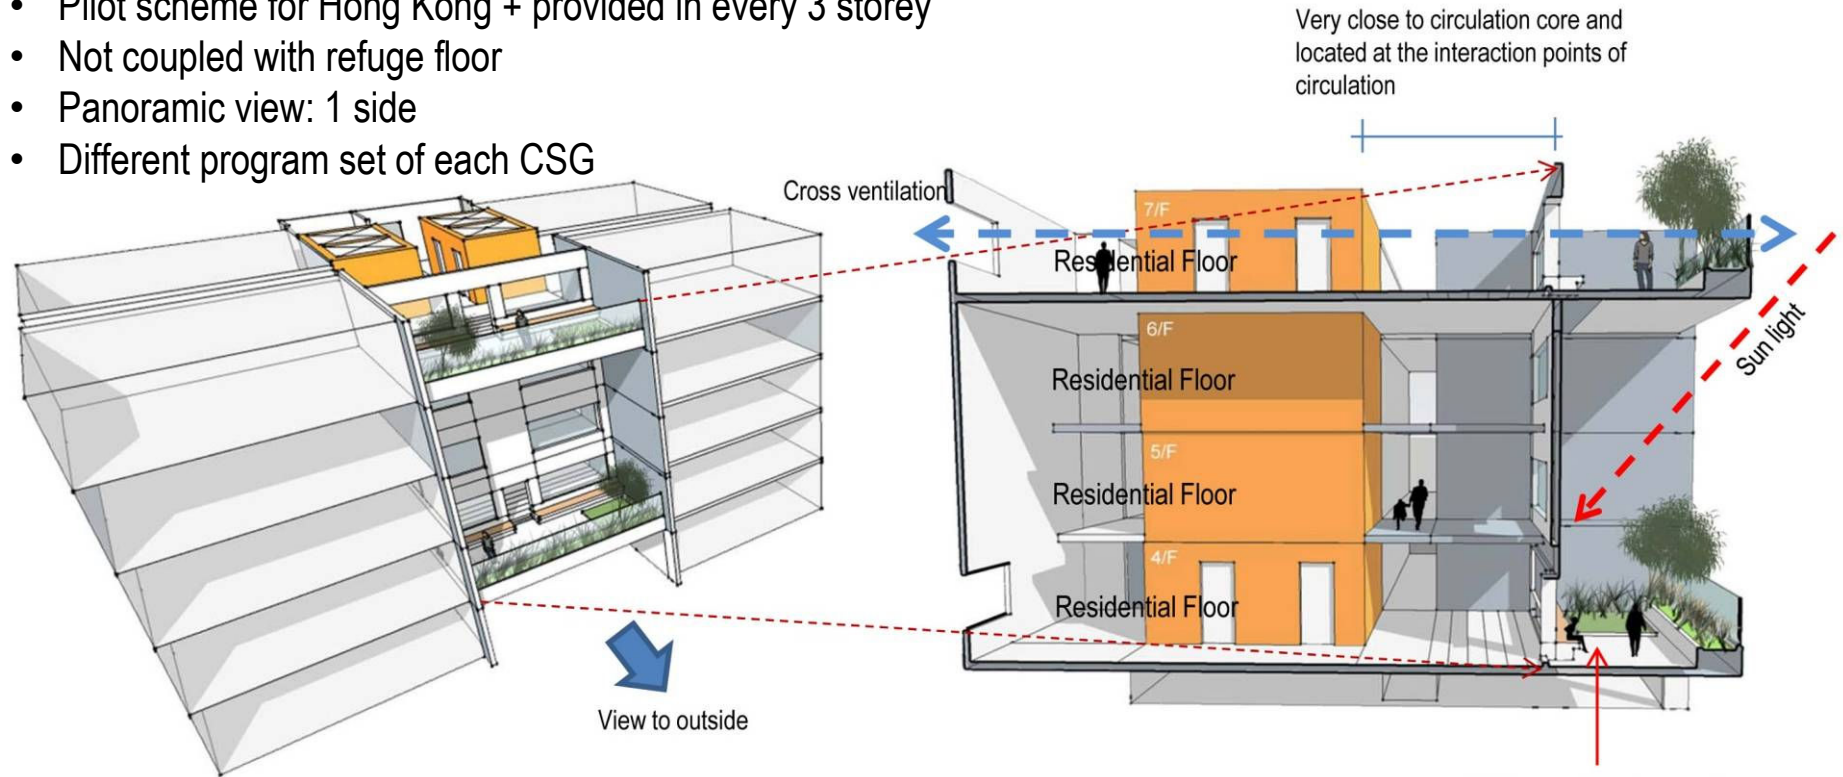 • Pilot scheme for Hong Kong + provided in every 3 storey
• Not coupled with refuge floor
• Panoramic view: 1 side
• Different program set of each CSG
Very close to circulation core and
located at the interaction points of
circulation
Cross ventilation
7/F
Residential Floor
6/F
Residential Floor
Sun light
5/F
Residential Floor
4/F
Residential Floor
View to outside